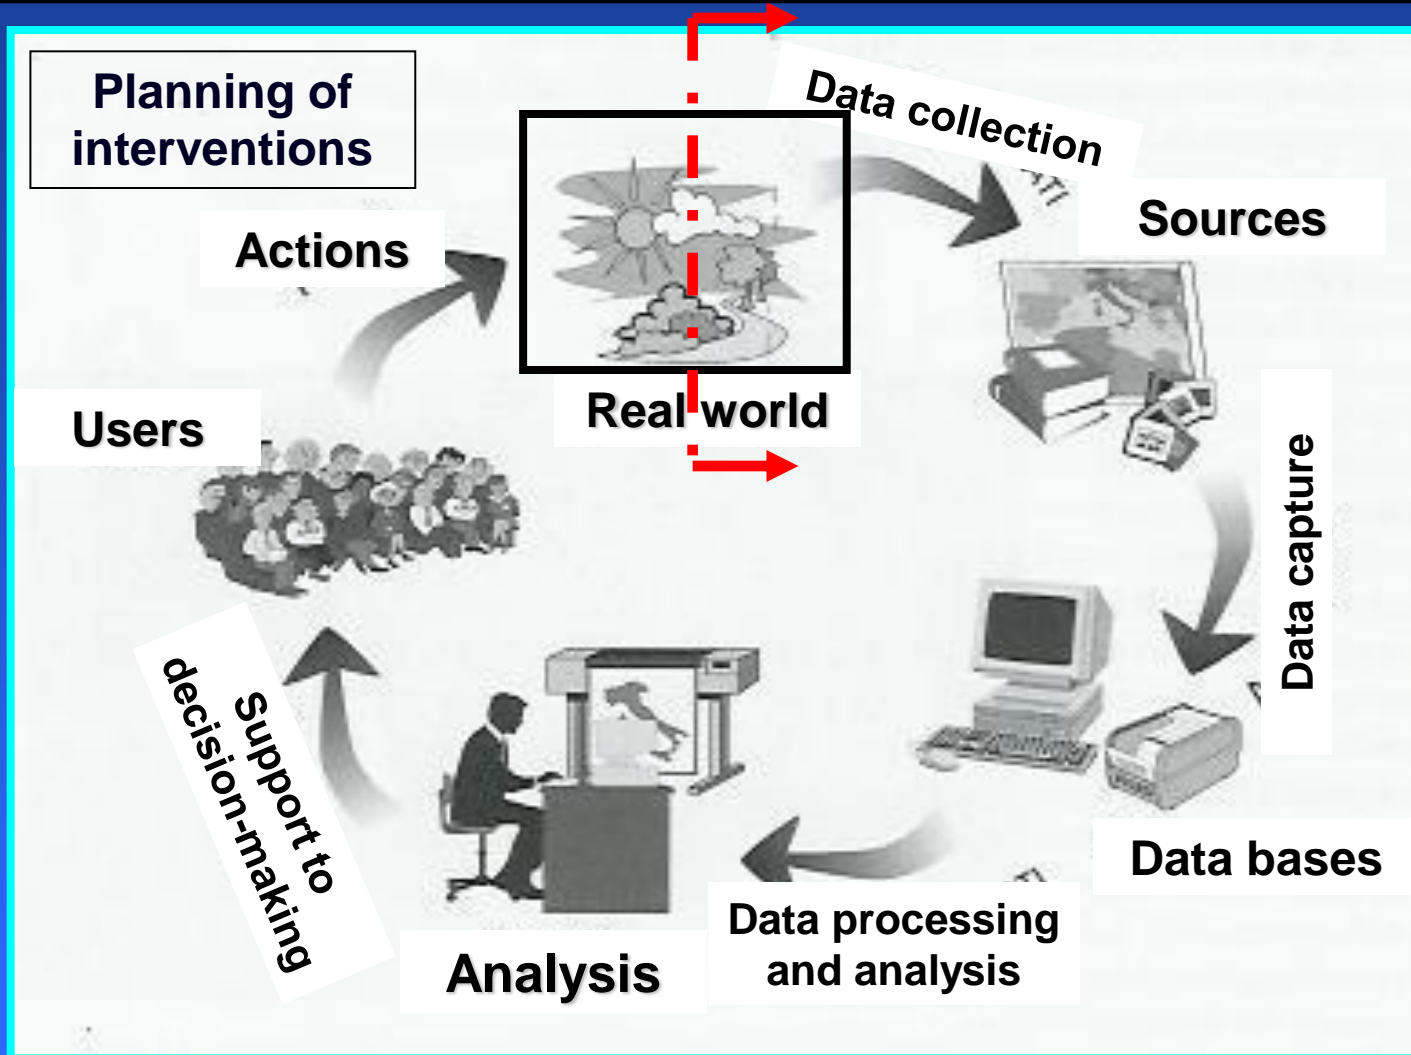 Planning of
interventions
Data collection
Sources
Actions
Real world
Users
Data capture
Support to
decision-making
Data bases
Data processing
and analysis
Analysis